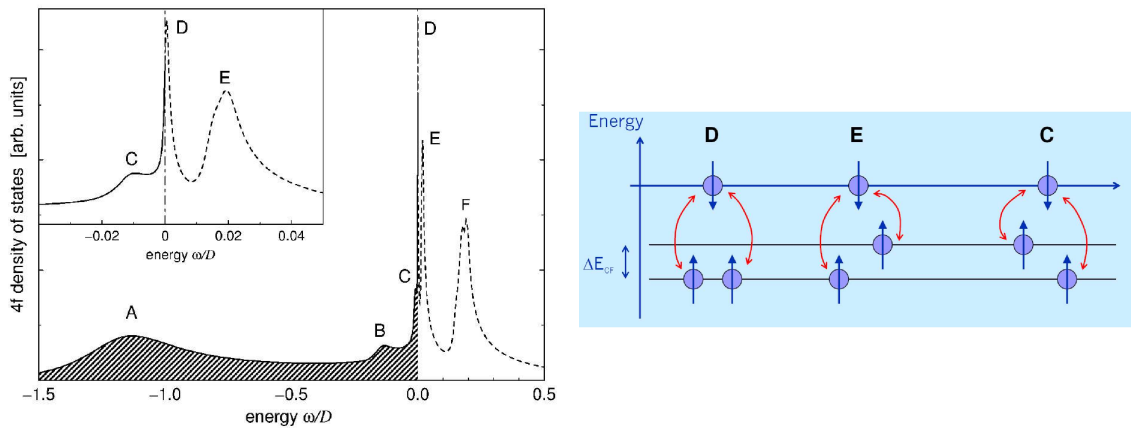 4f density of states [arb. units]
D
E
C
−0.02
0
0.02
0.04
energy ω/D
D
E
F
C
A
B
−1.5
−1.0
−0.5
0.0
0.5
energy ω/D
Energy
D
E
C
ΔE_CF